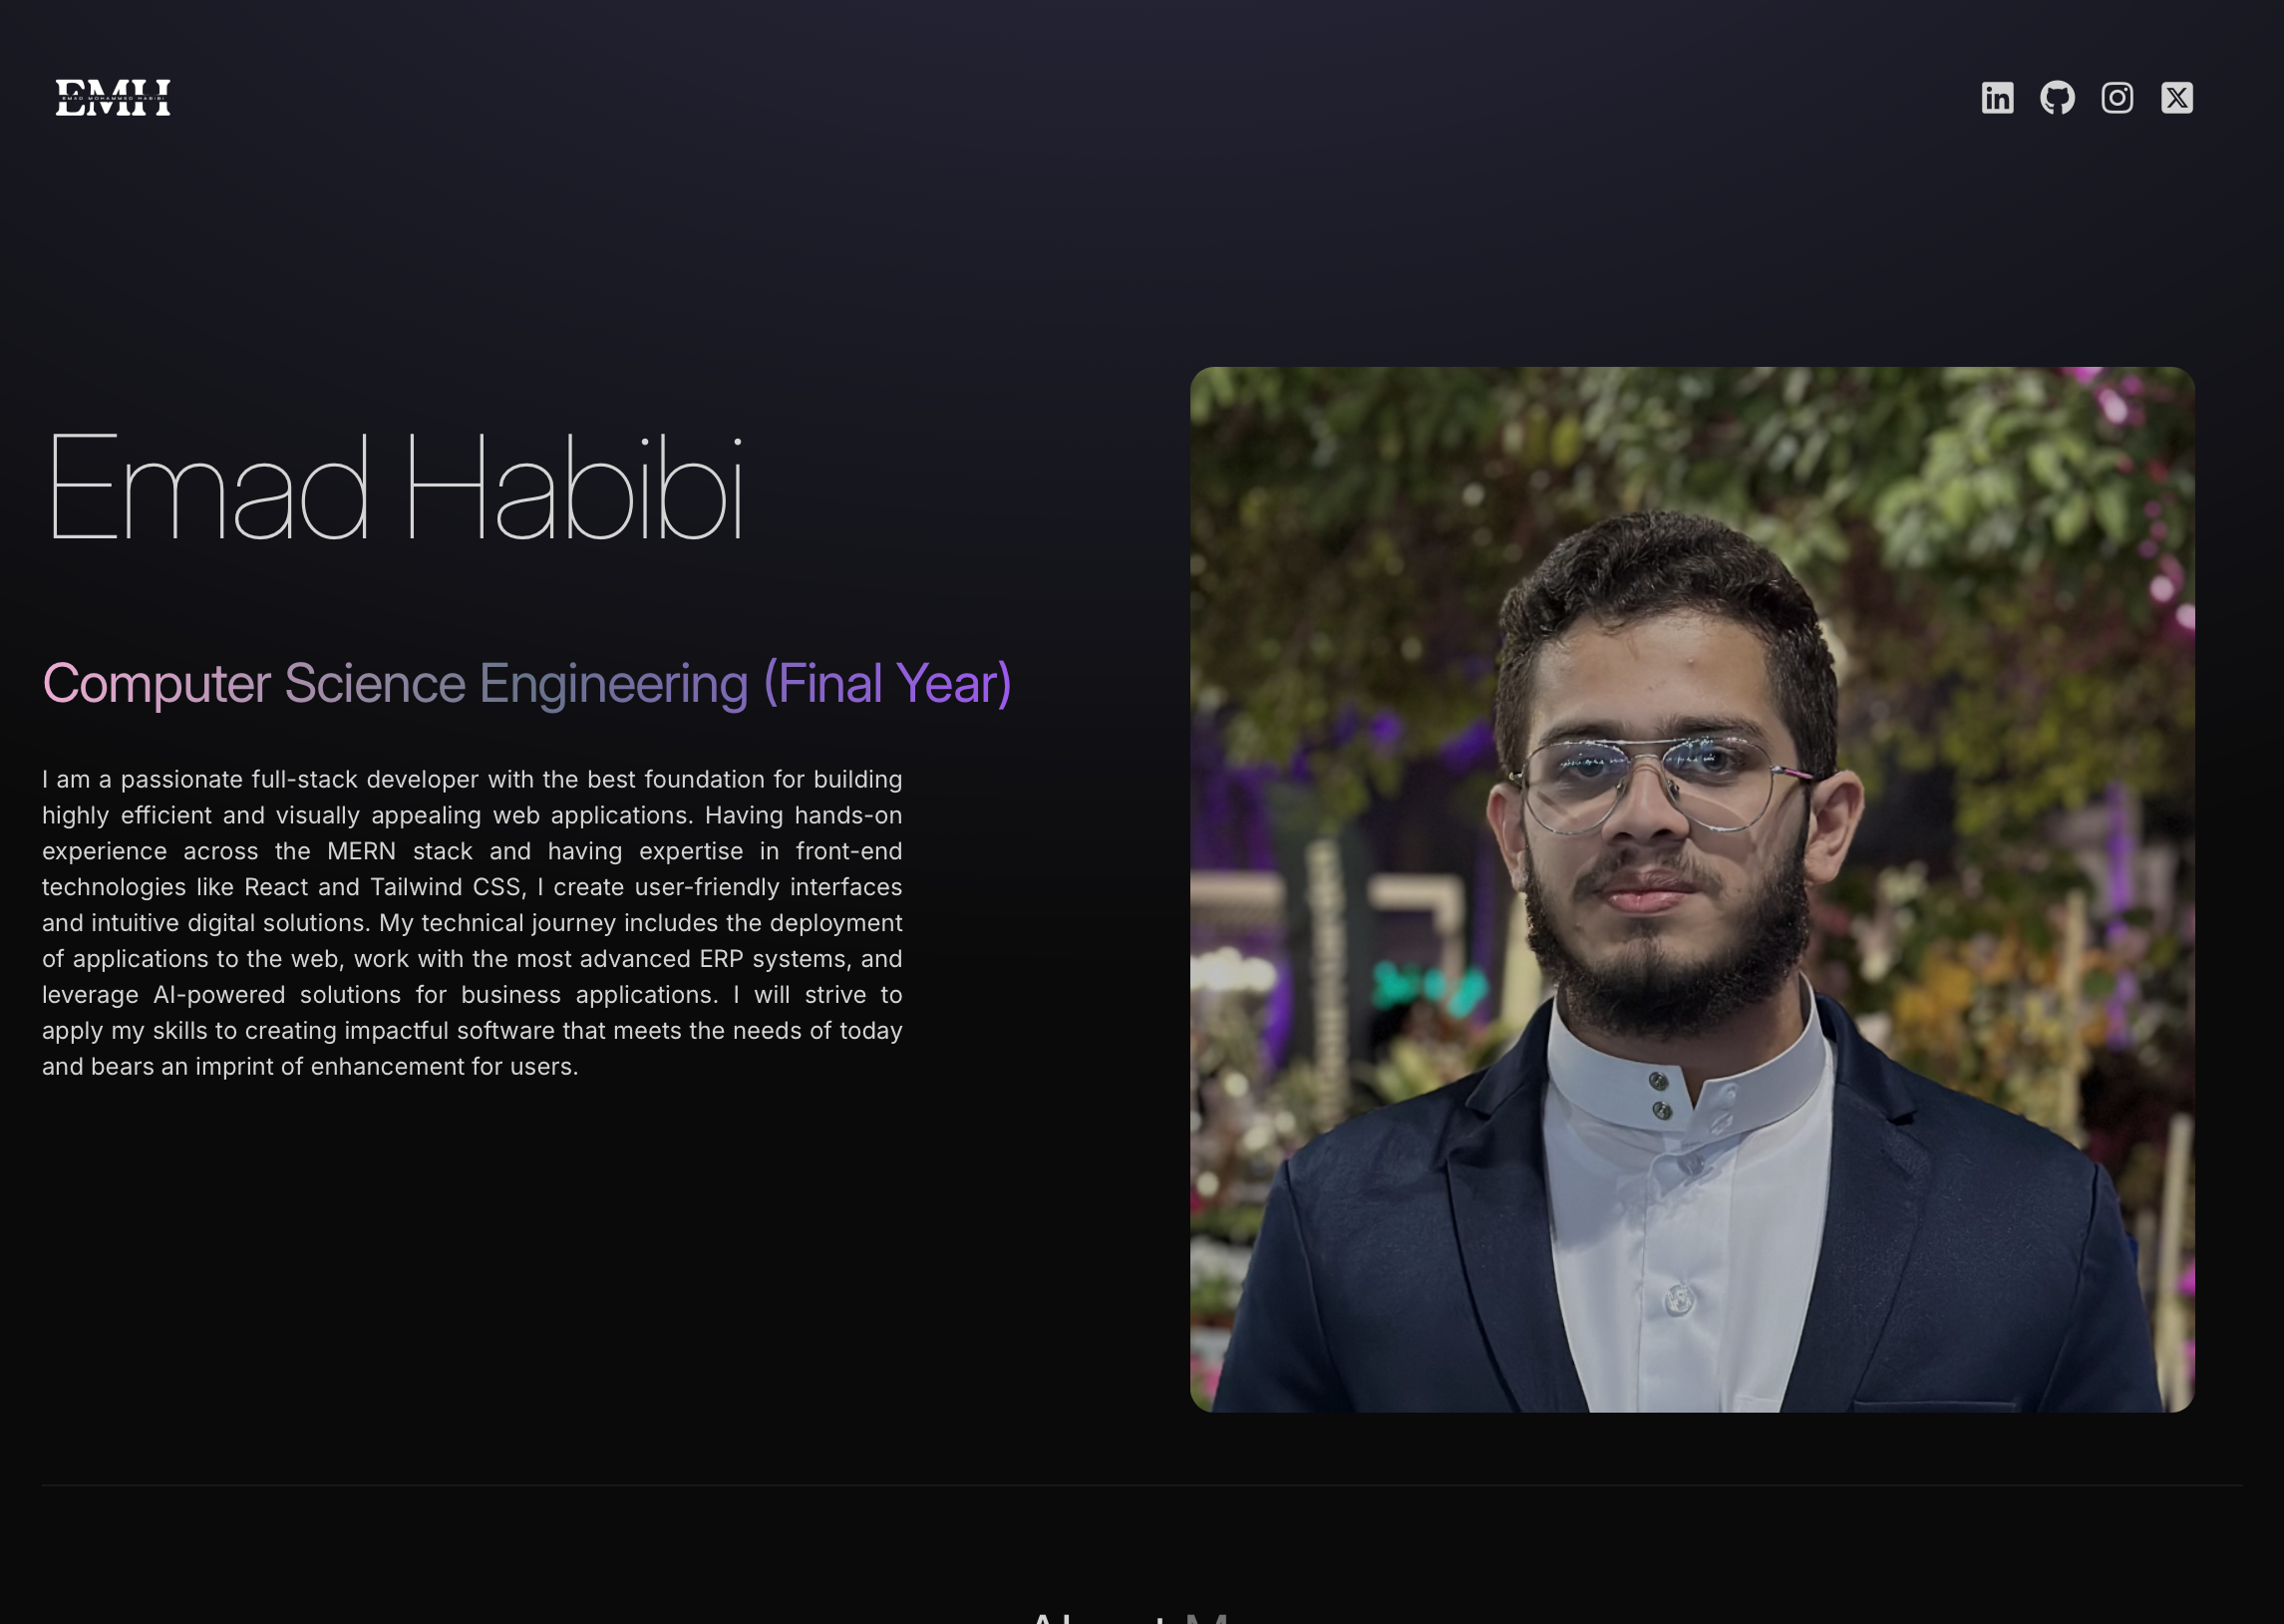 EMH
EMAD MOHAMMED HABIBI
Emad Habibi
Computer Science Engineering (Final Year)
I am a passionate full-stack developer with the best foundation for building
highly efficient and visually appealing web applications. Having hands-on
experience across the MERN stack and having expertise in front-end
technologies like React and Tailwind CSS, I create user-friendly interfaces
and intuitive digital solutions. My technical journey includes the deployment
of applications to the web, work with the most advanced ERP systems, and
leverage AI-powered solutions for business applications. I will strive to
apply my skills to creating impactful software that meets the needs of today
and bears an imprint of enhancement for users.